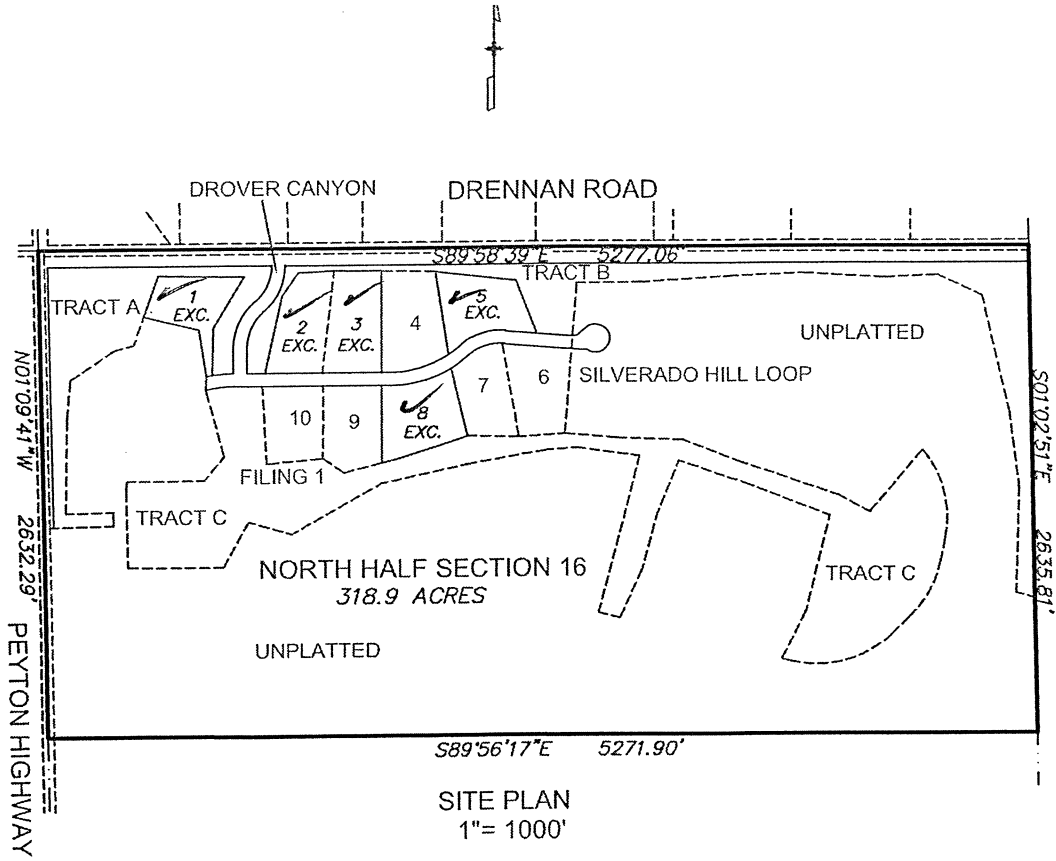 DROVER CANYON
DRENNAN ROAD
S89°58'39"E 5277.06'
TRACT B
TRACT A
1
EXC.
2
EXC.
3
EXC.
4
5
EXC.
UNPLATTED
6
SILVERADO HILL LOOP
7
8
EXC.
9
10
FILING 1
N01°09'41"W 2632.29'
S01°02'51"E 2635.81'
TRACT C
NORTH HALF SECTION 16
318.9 ACRES
TRACT C
UNPLATTED
PEYTON HIGHWAY
S89°56'17"E 5271.90'
SITE PLAN
1"= 1000'